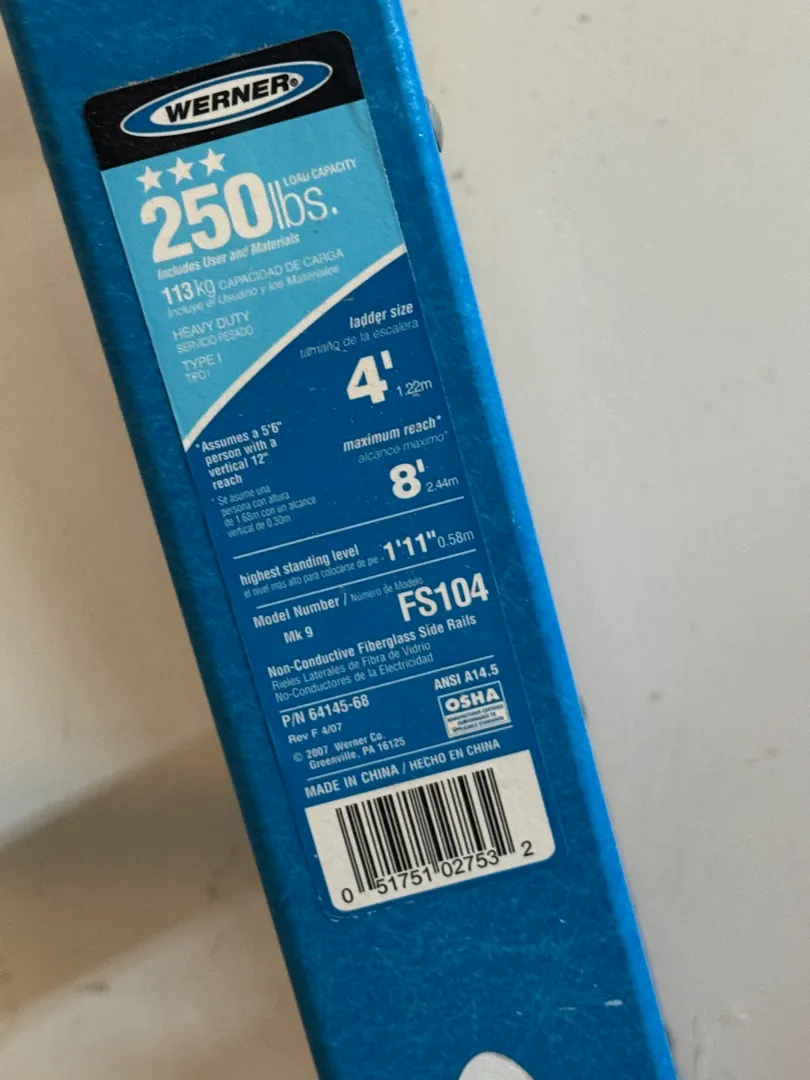 WERNER®
LOAD CAPACITY
250lbs.
Includes User and Materials
113kg CAPACIDAD DE CARGA
Incluye el Usuario y los Materiales
HEAVY DUTY
SERVICIO PESADO
TYPE I
TIPO I
ladder size
tamaño de la escalera
4' 1.22m
*Assumes a 5'6"
person with a
vertical 12"
reach
* Se asume una
persona con altura
de 1.68m con un alcance
vertical de 0.30m
maximum reach*
alcance maximo*
8' 2.44m
highest standing level
el nivel más alto para colocarse de pie
1'11" 0.58m
Model Number / Número de Modelo
Mk 9 FS104
Non-Conductive Fiberglass Side Rails
Rieles Laterales de Fibra de Vidrio
No-Conductores de la Electricidad
P/N 64145-68
Rev F 4/07
© 2007 Werner Co.
Greenville, PA 16125
ANSI A14.5
OSHA
MANUFACTURER CERTIFIED
CONFORMANCE TO
APPLICABLE STANDARDS
MADE IN CHINA / HECHO EN CHINA
0 51751 02753 2